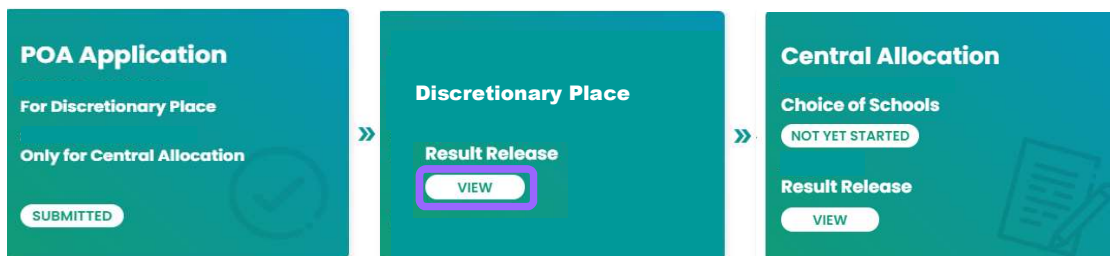 POA Application
For Discretionary Place
Only for Central Allocation
SUBMITTED
»
Discretionary Place
Result Release
VIEW
»
Central Allocation
Choice of Schools
NOT YET STARTED
Result Release
VIEW